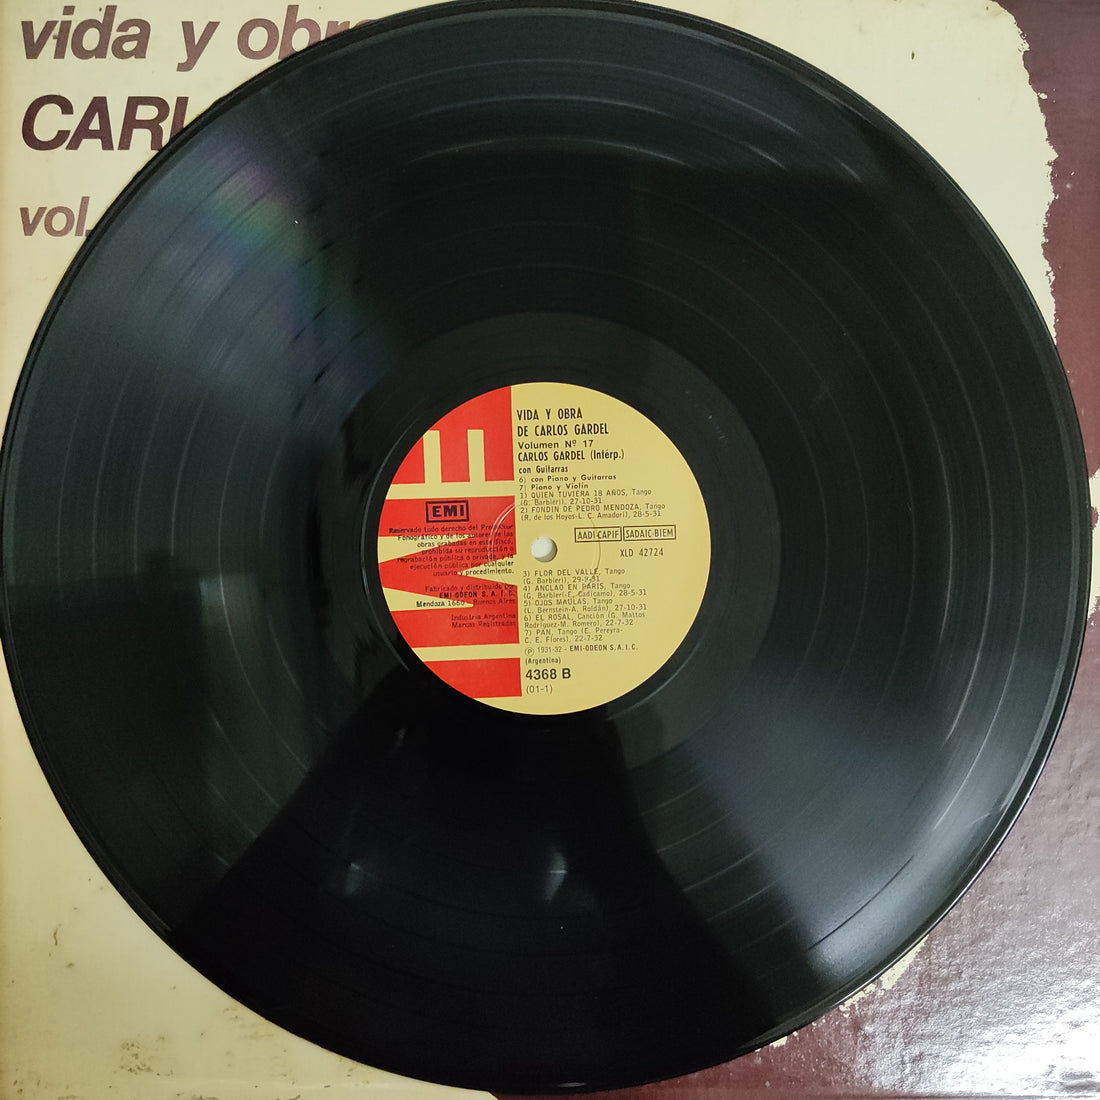 vida y obra
CARL
vol.
VIDA Y OBRA
DE CARLOS GARDEL
Volumen Nº 17
CARLOS GARDEL (Intérp.)
con Guitarras
6) con Piano y Guitarras
7) Piano y Violín
1) QUIEN TUVIERA 18 AÑOS, Tango
(G. Barbieri), 27-10-31
2) FONDIN DE PEDRO MENDOZA, Tango
(R. de los Hoyos-L. C. Amadori), 28-5-31
EMI
Reservado todo derecho del Productor
Fonográfico y de los autores de las
obras grabadas en este disco,
prohibida su reproducción o
regrabación pública o privada, y la
ejecución pública por cualquier
usuario y procedimiento.
Fabricado y distribuido por
EMI-ODEON S. A. I. C.
Mendoza 1660 - Buenos Aires
Industria Argentina
Marcas Registradas
AADI-CAPIF SADAIC-BIEM
XLD 42724
3) FLOR DEL VALLE, Tango
(G. Barbieri), 29-9-31
4) ANCLAO EN PARIS, Tango
(G. Barbieri-E. Cadícamo), 28-5-31
5) OJOS MAULAS, Tango
(L. Bernstein-A. Roldán), 27-10-31
6) EL ROSAL, Canción (G. Mattos
Rodríguez-M. Romero), 22-7-32
7) PAN, Tango (E. Pereyra-
C. E. Flores), 22-7-32
Ⓟ 1931-32 - EMI-ODEON S. A. I. C.
(Argentina)
4368 B
(01-1)